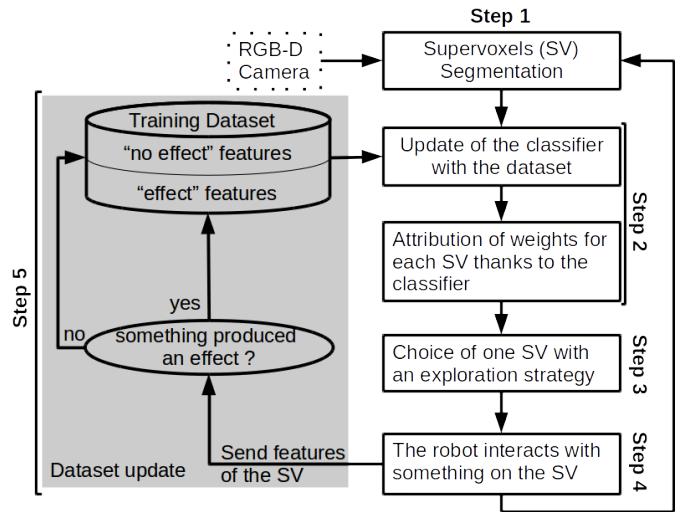 Step 1
RGB-D
Camera
Supervoxels (SV)
Segmentation
Training Dataset
“no effect” features
“effect” features
Update of the classifier
with the dataset
Attribution of weights for
each SV thanks to the
classifier
Step 2
Step 5
yes
no
something produced
an effect ?
Choice of one SV with
an exploration strategy
Step 3
Send features
of the SV
Dataset update
The robot interacts with
something on the SV
Step 4